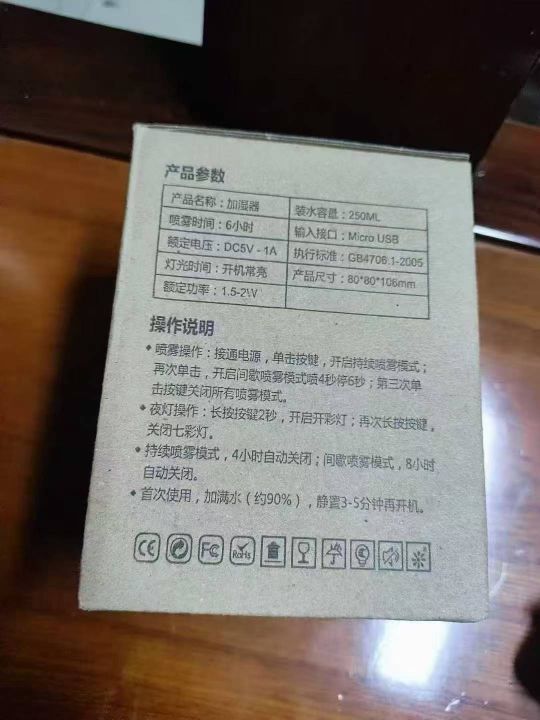 产品参数
产品名称：加湿器
装水容量：250ML
喷雾时间：6小时
输入接口：Micro USB
额定电压：DC5V - 1A
执行标准：GB4706.1-2005
灯光时间：开机常亮
产品尺寸：80*80*106mm
额定功率：1.5-2W
操作说明
◆喷雾操作：接通电源，单击按键，开启持续喷雾模式；
再次单击，开启间歇喷雾模式喷4秒停6秒；第三次单
击按键关闭所有喷雾模式。
◆夜灯操作：长按按键2秒，开启开彩灯；再次长按按键，
关闭七彩灯。
◆持续喷雾模式，4小时自动关闭；间歇喷雾模式，8小时
自动关闭。
◆首次使用，加满水（约90%），静置3-5分钟再开机。
CE FC RoHS